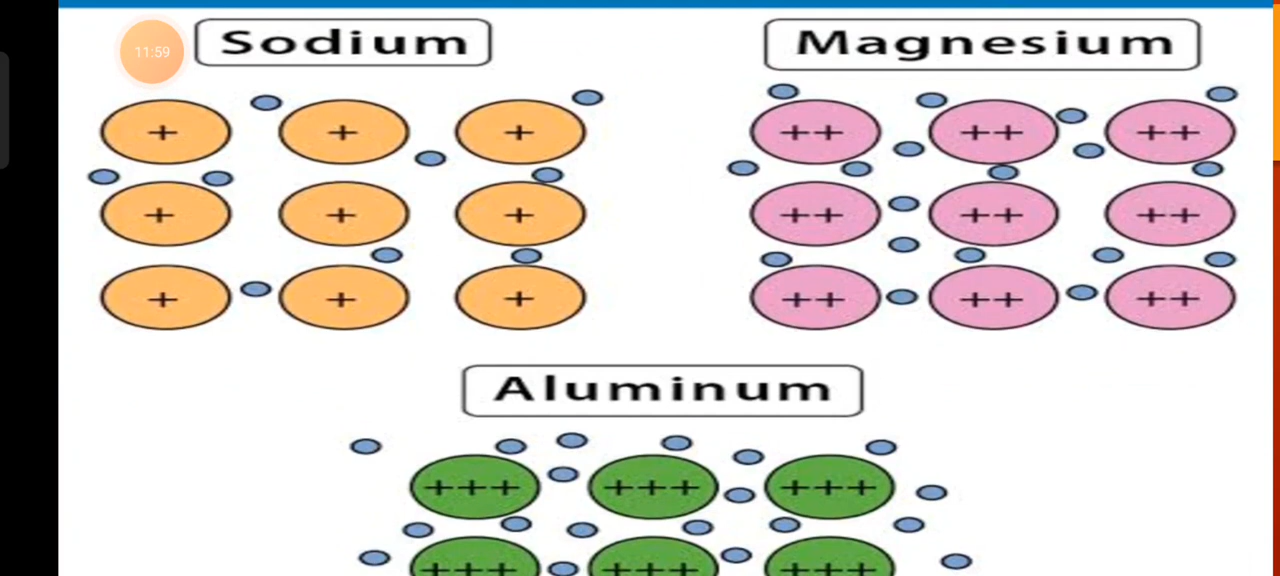 11:59
Sodium
Magnesium
+ + +
++ ++ ++
+ + +
++ ++ ++
+ + +
++ ++ ++
Aluminum
+++ +++ +++
+++ +++ +++